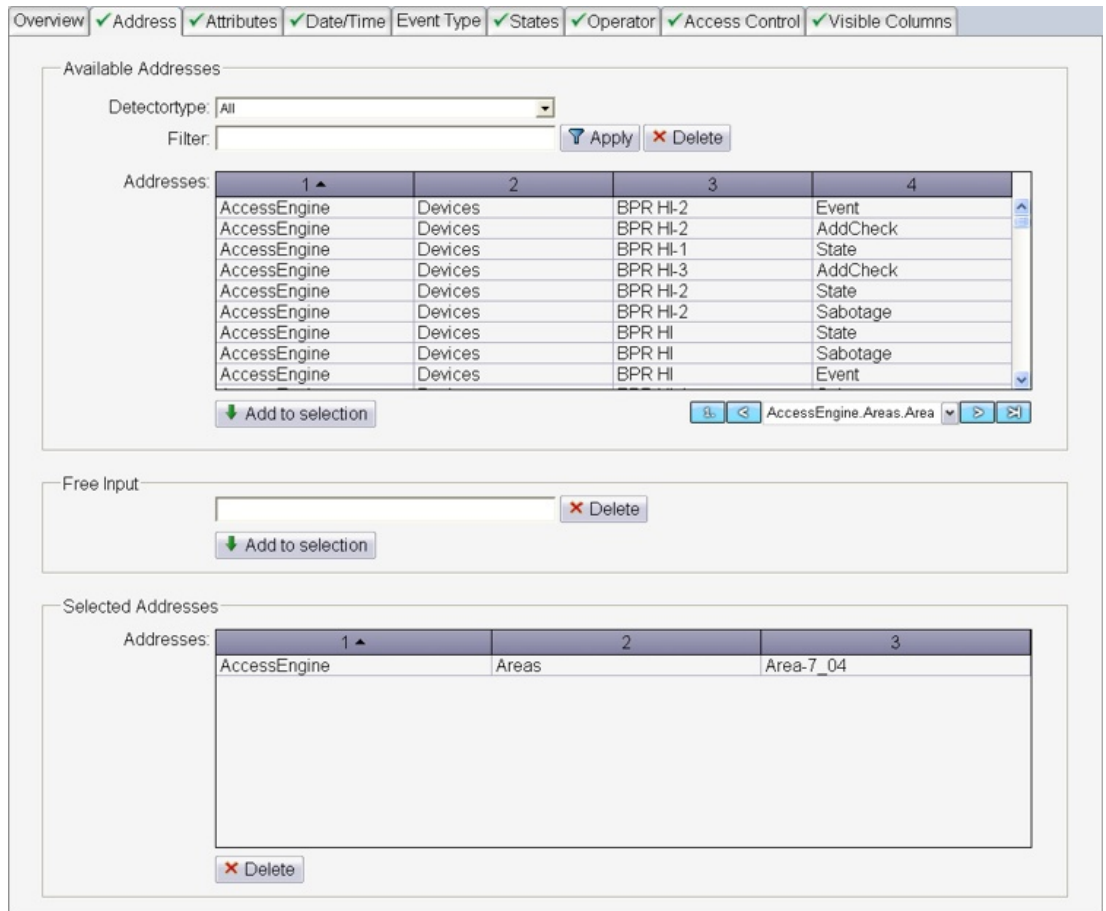 Overview Address Attributes Date/Time Event Type States Operator Access Control Visible Columns
Available Addresses
Detectortype: All
Filter: Apply Delete
Addresses: 1 2 3 4
AccessEngine Devices BPR HI-2 Event
AccessEngine Devices BPR HI-2 AddCheck
AccessEngine Devices BPR HI-1 State
AccessEngine Devices BPR HI-3 AddCheck
AccessEngine Devices BPR HI-2 State
AccessEngine Devices BPR HI-2 Sabotage
AccessEngine Devices BPR HI State
AccessEngine Devices BPR HI Sabotage
AccessEngine Devices BPR HI Event
Add to selection 1. < AccessEngine.Areas.Area > >|
Free Input
Delete
Add to selection
Selected Addresses
Addresses: 1 2 3
AccessEngine Areas Area-7_04
Delete